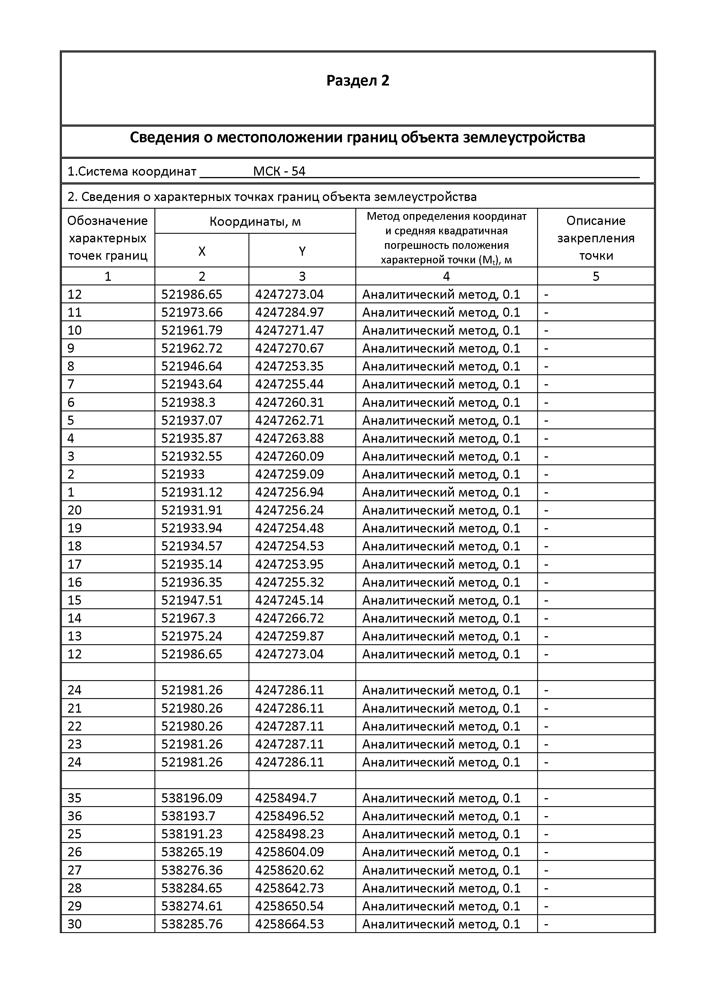 Раздел 2
Сведения о местоположении границ объекта землеустройства
1.Система координат МСК - 54
2. Сведения о характерных точках границ объекта землеустройства
Обозначение характерных точек границ Координаты, м Метод определения координат и средняя квадратичная погрешность положения характерной точки (Mt), м Описание закрепления точки
X Y
1 2 3 4 5
12 521986.65 4247273.04 Аналитический метод, 0.1 -
11 521973.66 4247284.97 Аналитический метод, 0.1 -
10 521961.79 4247271.47 Аналитический метод, 0.1 -
9 521962.72 4247270.67 Аналитический метод, 0.1 -
8 521946.64 4247253.35 Аналитический метод, 0.1 -
7 521943.64 4247255.44 Аналитический метод, 0.1 -
6 521938.3 4247260.31 Аналитический метод, 0.1 -
5 521937.07 4247262.71 Аналитический метод, 0.1 -
4 521935.87 4247263.88 Аналитический метод, 0.1 -
3 521932.55 4247260.09 Аналитический метод, 0.1 -
2 521933 4247259.09 Аналитический метод, 0.1 -
1 521931.12 4247256.94 Аналитический метод, 0.1 -
20 521931.91 4247256.24 Аналитический метод, 0.1 -
19 521933.94 4247254.48 Аналитический метод, 0.1 -
18 521934.57 4247254.53 Аналитический метод, 0.1 -
17 521935.14 4247253.95 Аналитический метод, 0.1 -
16 521936.35 4247255.32 Аналитический метод, 0.1 -
15 521947.51 4247245.14 Аналитический метод, 0.1 -
14 521967.3 4247266.72 Аналитический метод, 0.1 -
13 521975.24 4247259.87 Аналитический метод, 0.1 -
12 521986.65 4247273.04 Аналитический метод, 0.1 -
24 521981.26 4247286.11 Аналитический метод, 0.1 -
21 521980.26 4247286.11 Аналитический метод, 0.1 -
22 521980.26 4247287.11 Аналитический метод, 0.1 -
23 521981.26 4247287.11 Аналитический метод, 0.1 -
24 521981.26 4247286.11 Аналитический метод, 0.1 -
35 538196.09 4258494.7 Аналитический метод, 0.1 -
36 538193.7 4258496.52 Аналитический метод, 0.1 -
25 538191.23 4258498.23 Аналитический метод, 0.1 -
26 538265.19 4258604.09 Аналитический метод, 0.1 -
27 538276.36 4258620.62 Аналитический метод, 0.1 -
28 538284.65 4258642.73 Аналитический метод, 0.1 -
29 538274.61 4258650.54 Аналитический метод, 0.1 -
30 538285.76 4258664.53 Аналитический метод, 0.1 -